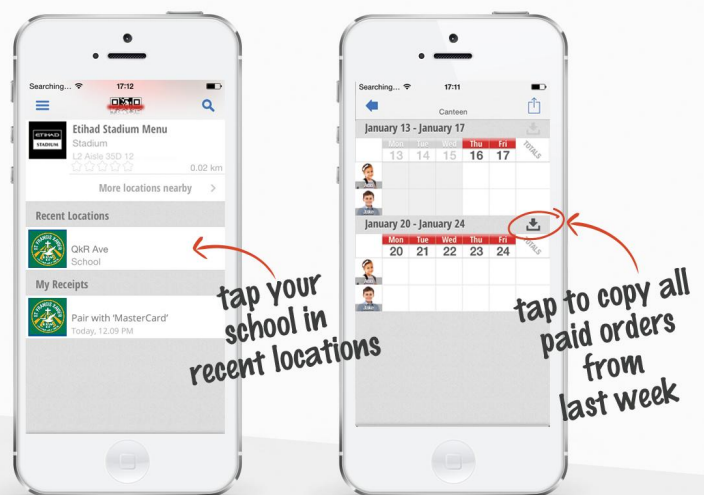 Searching... 17:12
ETIHAD
STADIUM
Etihad Stadium Menu
Stadium
L2 Aisle 35D 12
0.02 km
More locations nearby >
Recent Locations
QkR Ave
School
My Receipts
Pair with 'MasterCard'
Today, 12.09 PM
tap your
school in
recent locations
Searching... 17:11
Canteen
January 13 - January 17
Mon Tue Wed Thu Fri
13 14 15 16 17
TOTALS
January 20 - January 24
Mon Tue Wed Thu Fri
20 21 22 23 24
TOTALS
tap to copy all
paid orders
from
last week